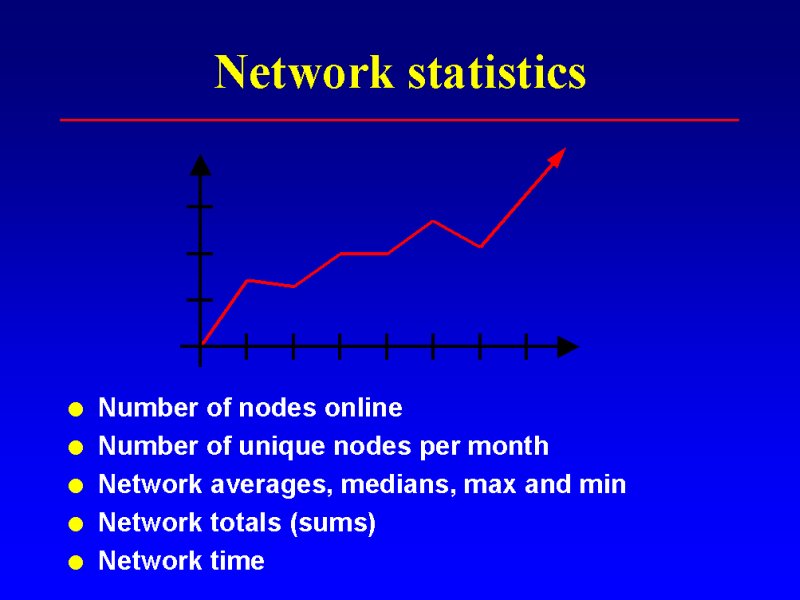 Network statistics
Number of nodes online
Number of unique nodes per month
Network averages, medians, max and min
Network totals (sums)
Network time